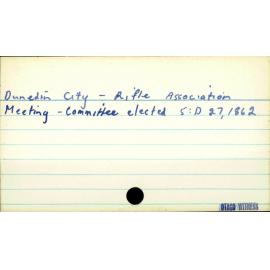 Dunedin City - Rifle Association
Meeting - Committee elected 5:D 27, 1862
OTAGO WITNESS